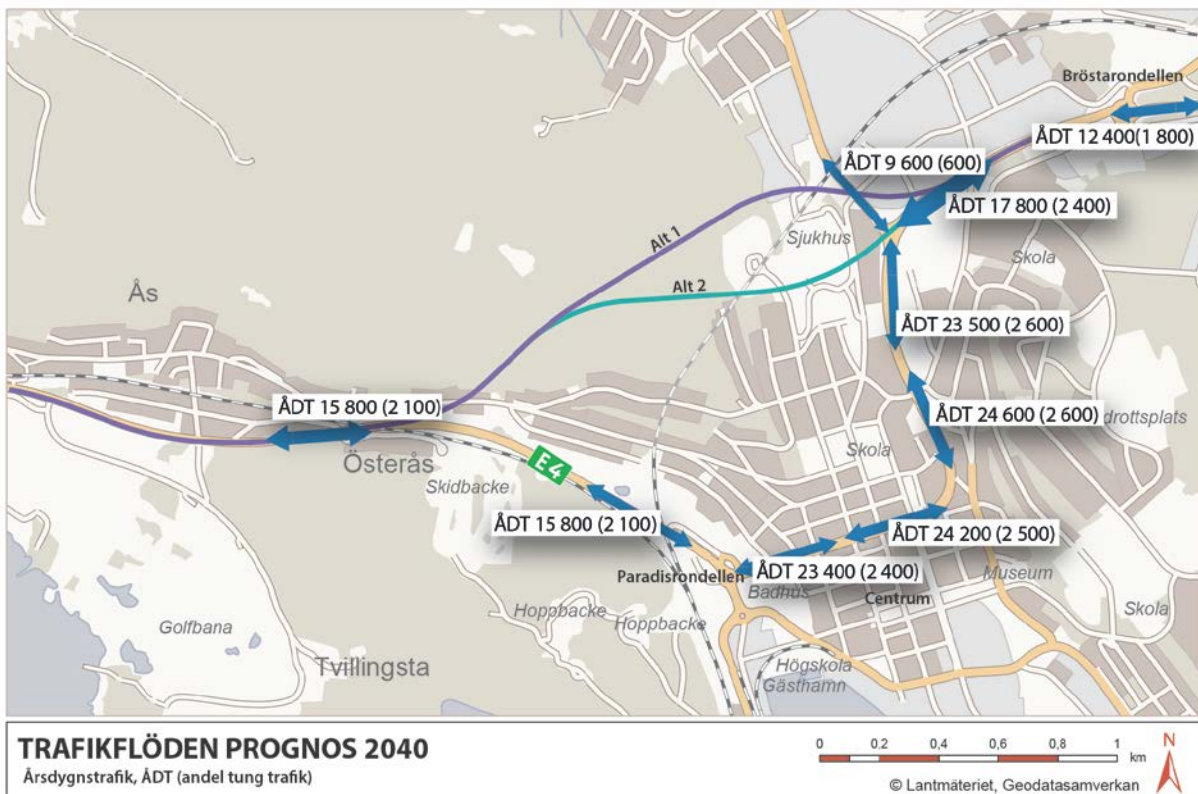 Bröstarondellen
ÅDT 12 400(1 800)
ÅDT 9 600 (600)
ÅDT 17 800 (2 400)
Alt 1
Sjukhus
Skola
Alt 2
Ås
ÅDT 23 500 (2 600)
ÅDT 15 800 (2 100)
ÅDT 24 600 (2 600)
drottsplats
Skola
Österås
E4
Skidbacke
ÅDT 15 800 (2 100)
ÅDT 24 200 (2 500)
Paradisrondellen
ÅDT 23 400 (2 400)
Museum
Badhus
Centrum
Hoppbacke
Hoppbacke
Skola
Golfbana
Tvillingsta
Högskola
Gästhamn
TRAFIKFLÖDEN PROGNOS 2040
Årsdygnstrafik, ÅDT (andel tung trafik)
0 0,2 0,4 0,6 0,8 1
km
N
© Lantmäteriet, Geodatasamverkan